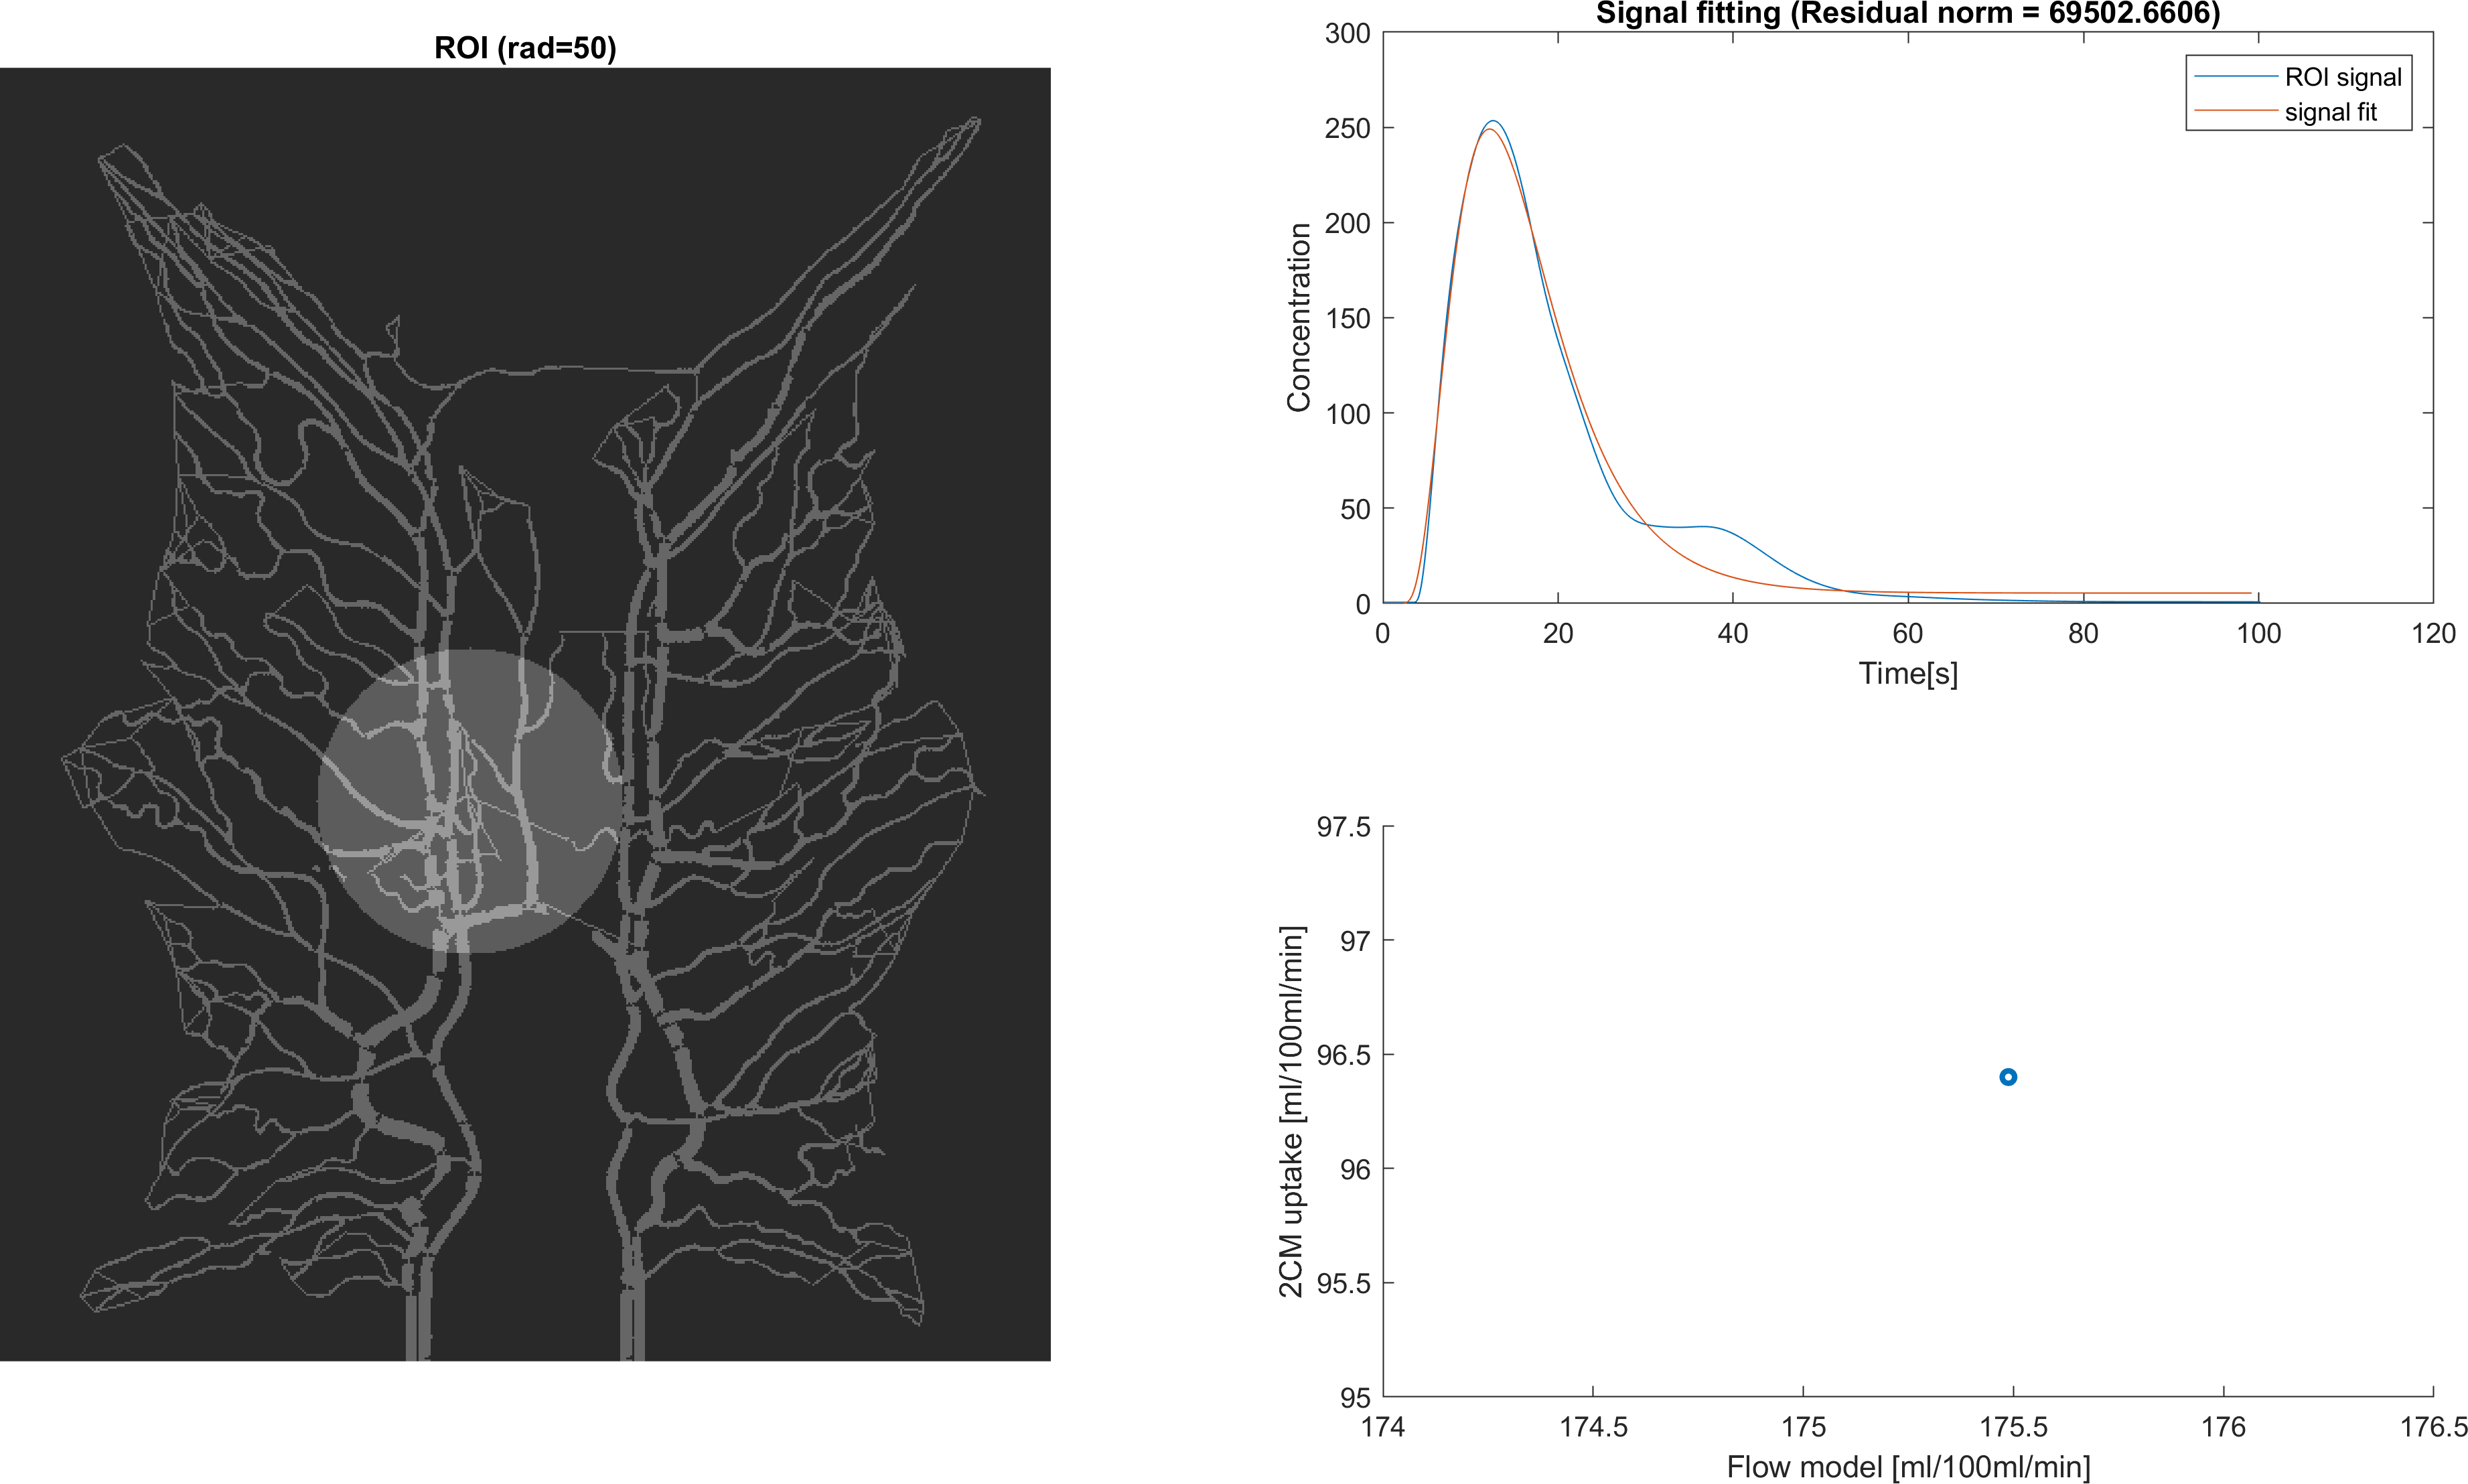 ROI (rad=50)
Signal fitting (Residual norm = 69502.6606)
300
250
200
150
100
50
0
Concentration
ROI signal
signal fit
0 20 40 60 80 100 120
Time[s]
97.5
97
96.5
96
95.5
95
2CM uptake [ml/100ml/min]
174 174.5 175 175.5 176 176.5
Flow model [ml/100ml/min]